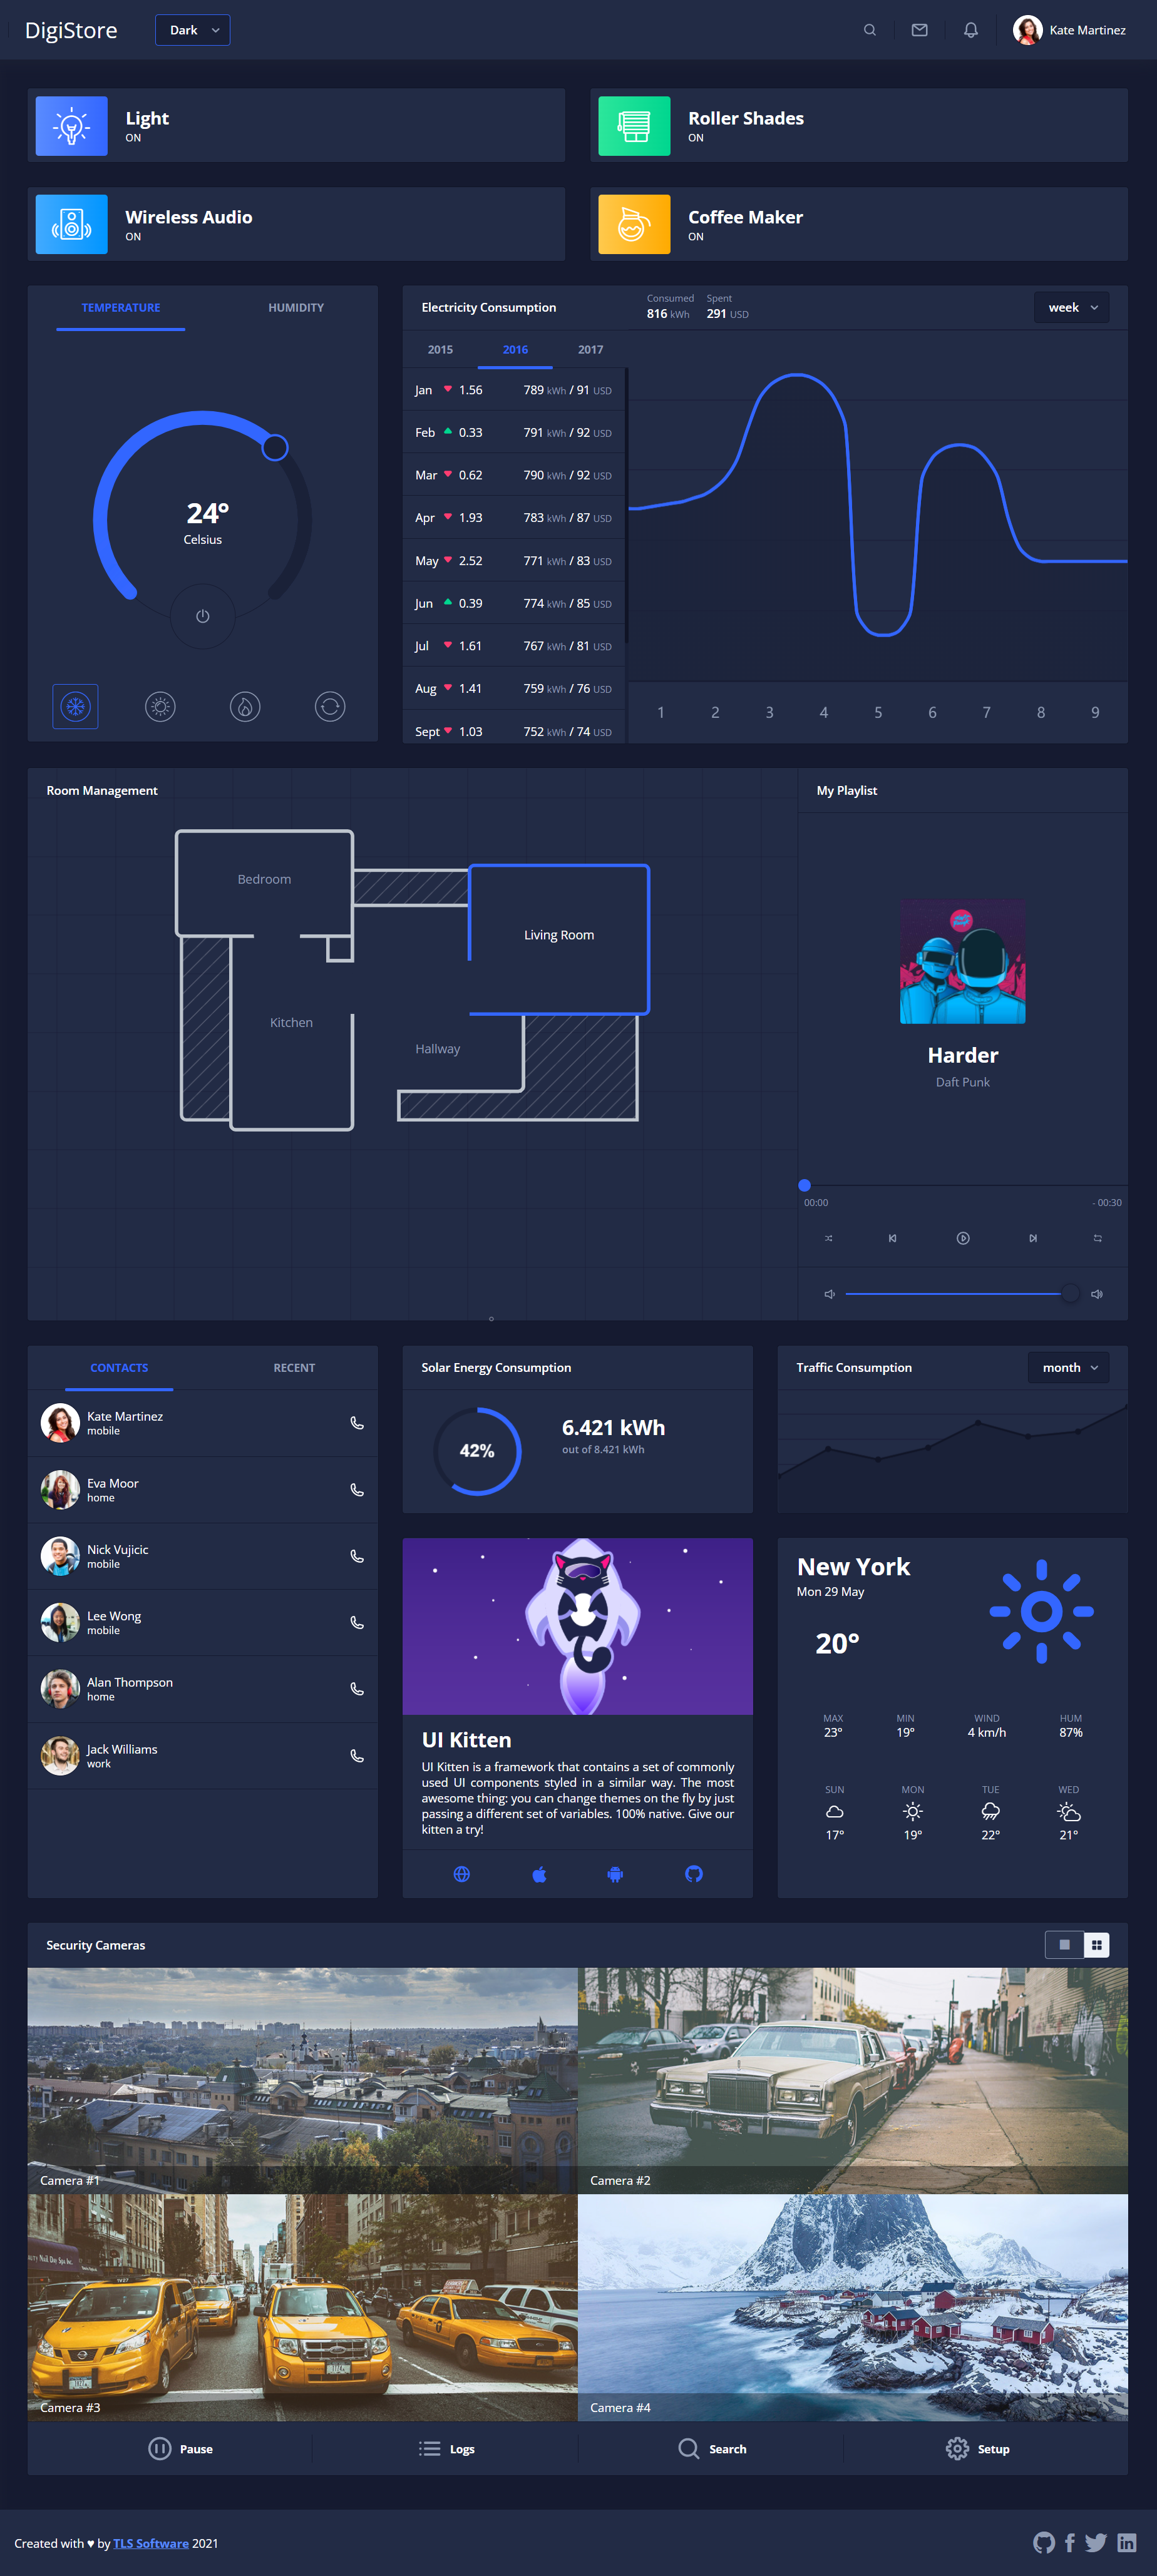 DigiStore
Dark
Kate Martinez
Light
ON
Roller Shades
ON
Wireless Audio
ON
Coffee Maker
ON
TEMPERATURE
HUMIDITY
24°
Celsius
Electricity Consumption
Consumed
816 kWh
Spent
291 USD
week
2015
2016
2017
Jan 1.56 789 kWh / 91 USD
Feb 0.33 791 kWh / 92 USD
Mar 0.62 790 kWh / 92 USD
Apr 1.93 783 kWh / 87 USD
May 2.52 771 kWh / 83 USD
Jun 0.39 774 kWh / 85 USD
Jul 1.61 767 kWh / 81 USD
Aug 1.41 759 kWh / 76 USD
Sept 1.03 752 kWh / 74 USD
1 2 3 4 5 6 7 8 9
Room Management
Bedroom
Living Room
Kitchen
Hallway
My Playlist
Harder
Daft Punk
00:00
- 00:30
CONTACTS
RECENT
Kate Martinez
mobile
Eva Moor
home
Nick Vujicic
mobile
Lee Wong
mobile
Alan Thompson
home
Jack Williams
work
Solar Energy Consumption
42%
6.421 kWh
out of 8.421 kWh
Traffic Consumption
month
UI Kitten
UI Kitten is a framework that contains a set of commonly
used UI components styled in a similar way. The most
awesome thing: you can change themes on the fly by just
passing a different set of variables. 100% native. Give our
kitten a try!
New York
Mon 29 May
20°
MAX MIN WIND HUM
23° 19° 4 km/h 87%
SUN MON TUE WED
17° 19° 22° 21°
Security Cameras
Camera #1
Camera #2
Camera #3
Camera #4
Pause
Logs
Search
Setup
Created with ♥ by TLS Software 2021